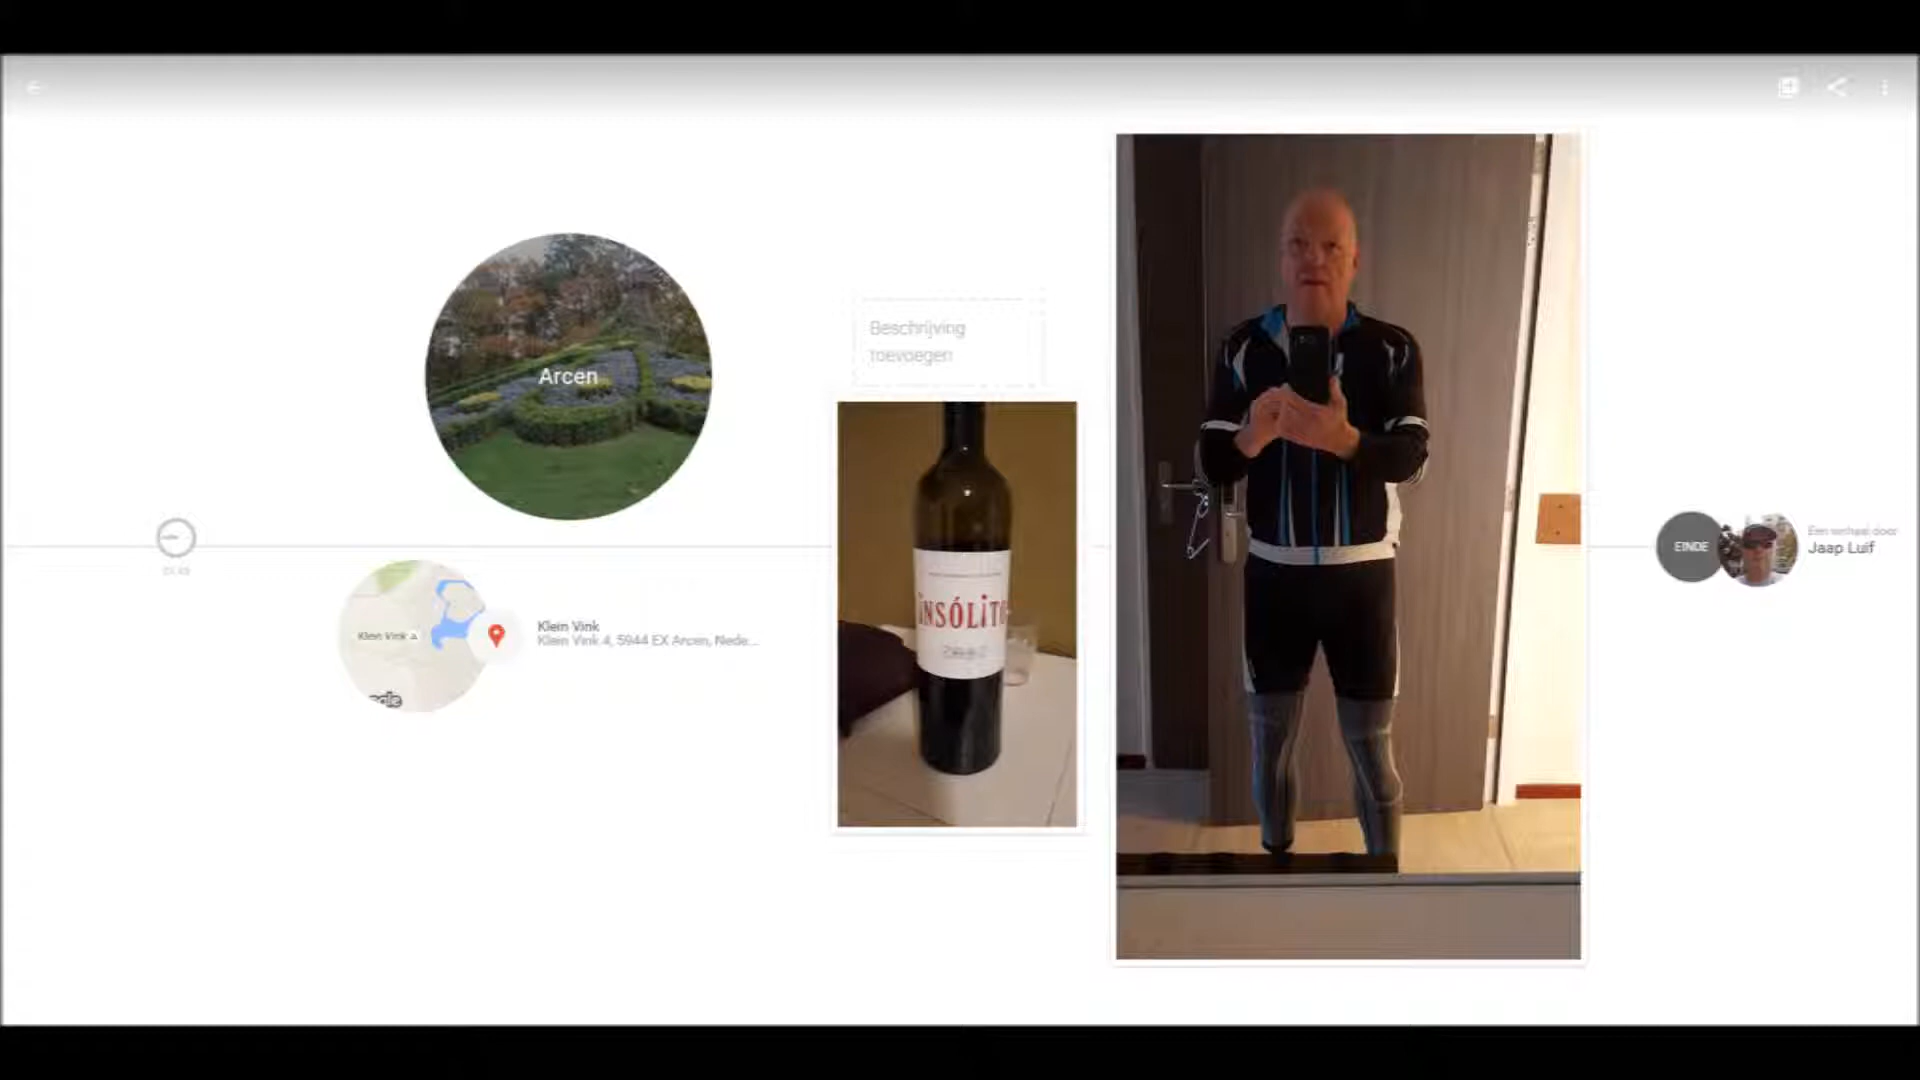 Arcen
Beschrijving
toevoegen
INSÓLITO
Klein Vink
Klein Vink
Klein Vink 4, 5944 EX Arcen, Nede...
EINDE
Een verhaal door
Jaap Luif